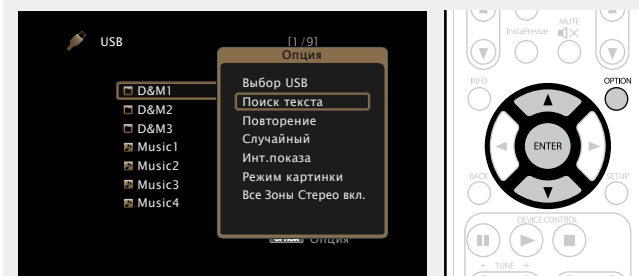 USB
[1/9]
Опция
D&M1
D&M2
D&M3
Music1
Music2
Music3
Music4
Выбор USB
Поиск текста
Повторение
Случайный
Инт.показа
Режим картинки
Все Зоны Стерео вкл.
Опция
InstaPrevue
MUTE
INFO
OPTION
ENTER
BACK
SETUP
DEVICE CONTROL
- TUNE +